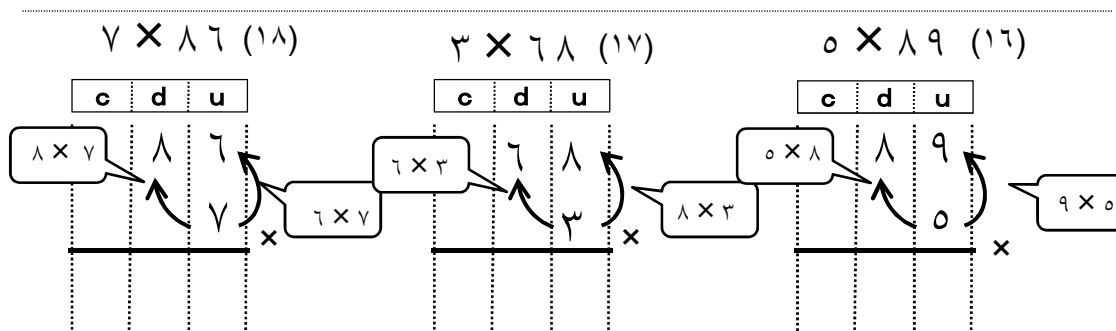 ٧ × ٨٦ (١٨)
٣ × ٦٨ (١٧)
٥ × ٨٩ (١٦)
c d u
c d u
c d u
٨ × ٧
٨ ٦
٦ × ٧
٧
×
٦ × ٣
٦ ٨
٨ × ٣
٣
×
٥ × ٨
٨ ٩
٩ × ٥
٥
×